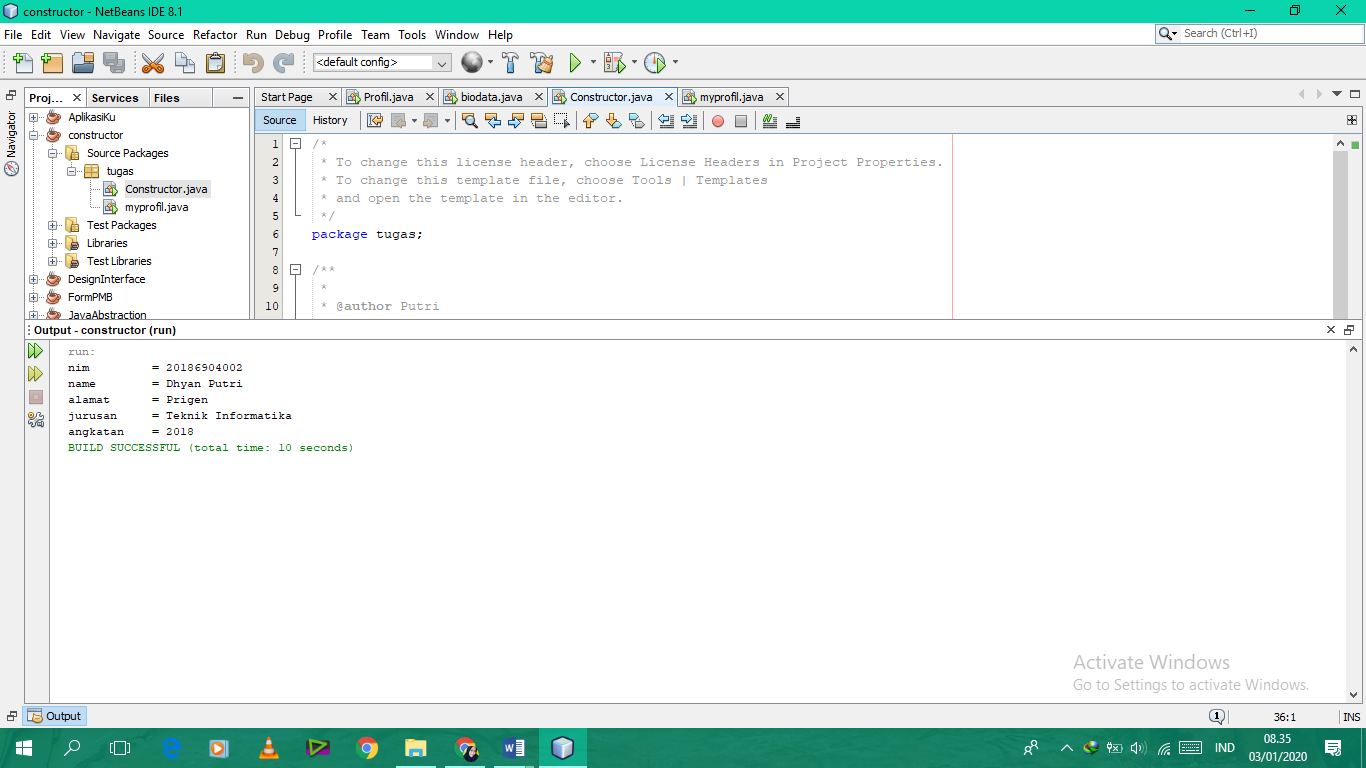 constructor - NetBeans IDE 8.1
File Edit View Navigate Source Refactor Run Debug Profile Team Tools Window Help
Search (Ctrl+I)
<default config>
Proj... Services Files
Navigator
AplikasiKu
constructor
Source Packages
tugas
Constructor.java
myprofil.java
Test Packages
Libraries
Test Libraries
DesignInterface
FormPMB
JavaAbstraction
Start Page Profil.java biodata.java Constructor.java myprofil.java
Source History
1 /*
2 * To change this license header, choose License Headers in Project Properties.
3 * To change this template file, choose Tools | Templates
4 * and open the template in the editor.
5 */
6 package tugas;
7
8 /**
9 *
10 * @author Putri
Output - constructor (run)
run:
nim = 20186904002
name = Dhyan Putri
alamat = Prigen
jurusan = Teknik Informatika
angkatan = 2018
BUILD SUCCESSFUL (total time: 10 seconds)
Activate Windows
Go to Settings to activate Windows.
Output
1 36:1 INS
IND
08.35
03/01/2020